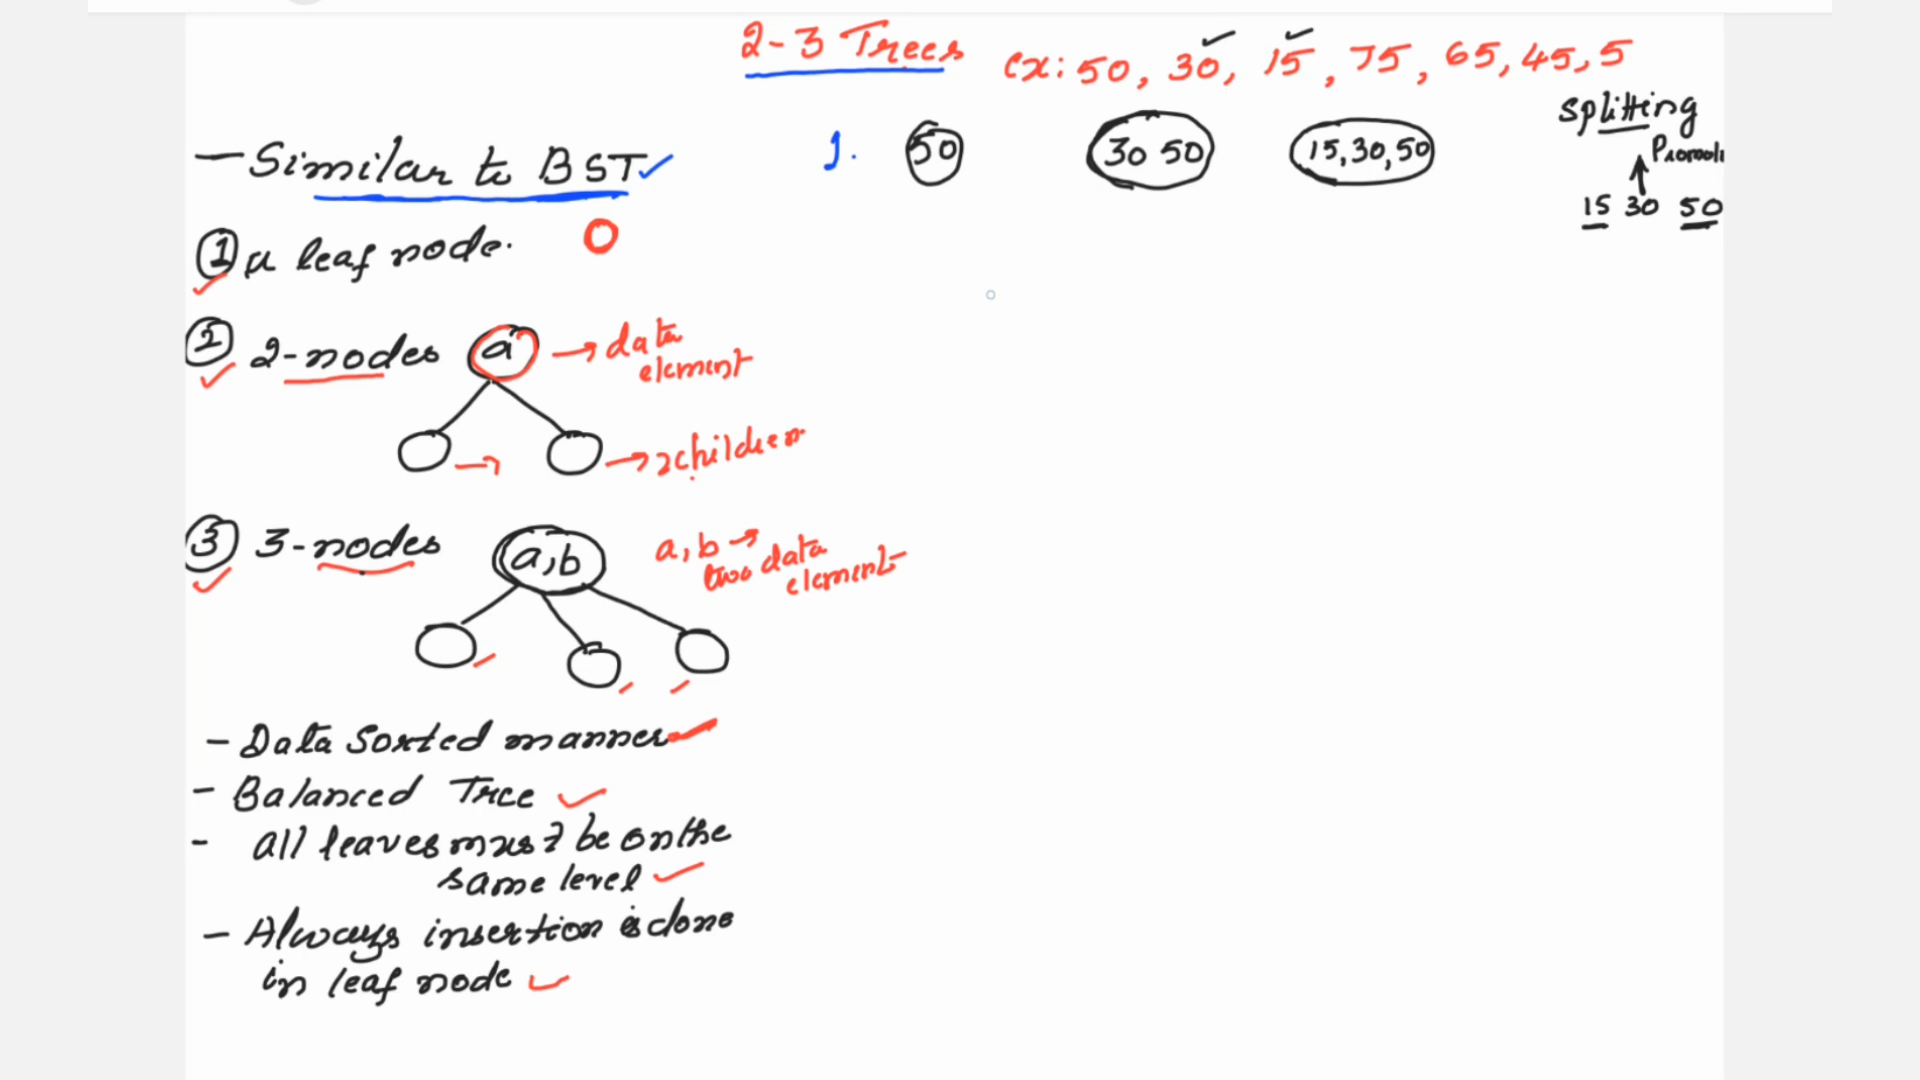 2-3 Trees ex: 50, 30, 15, 75, 65, 45, 5
Splitting
- Similar to BST
1. 50 30 50 15, 30, 50
Promoti
15 30 50
① a leaf node.
② 2-nodes a → data
element
→ 2 children
③ 3-nodes a,b a, b → two data
element
- Data Sorted manner
- Balanced Tree
- All leaves must be on the
same level
- Always insertion is done
in leaf node